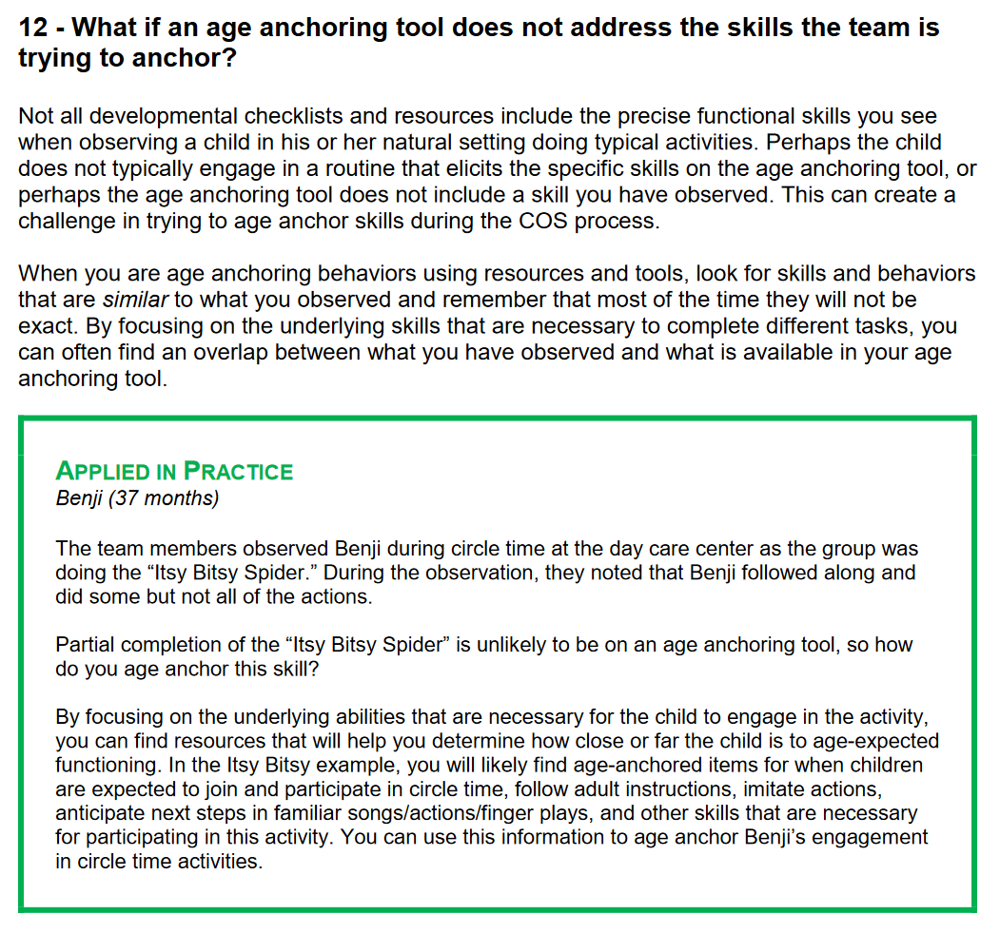 12 - What if an age anchoring tool does not address the skills the team is
trying to anchor?
Not all developmental checklists and resources include the precise functional skills you see
when observing a child in his or her natural setting doing typical activities. Perhaps the child
does not typically engage in a routine that elicits the specific skills on the age anchoring tool, or
perhaps the age anchoring tool does not include a skill you have observed. This can create a
challenge in trying to age anchor skills during the COS process.
When you are age anchoring behaviors using resources and tools, look for skills and behaviors
that are similar to what you observed and remember that most of the time they will not be
exact. By focusing on the underlying skills that are necessary to complete different tasks, you
can often find an overlap between what you have observed and what is available in your age
anchoring tool.
APPLIED IN PRACTICE
Benji (37 months)
The team members observed Benji during circle time at the day care center as the group was
doing the “Itsy Bitsy Spider.” During the observation, they noted that Benji followed along and
did some but not all of the actions.
Partial completion of the “Itsy Bitsy Spider” is unlikely to be on an age anchoring tool, so how
do you age anchor this skill?
By focusing on the underlying abilities that are necessary for the child to engage in the activity,
you can find resources that will help you determine how close or far the child is to age-expected
functioning. In the Itsy Bitsy example, you will likely find age-anchored items for when children
are expected to join and participate in circle time, follow adult instructions, imitate actions,
anticipate next steps in familiar songs/actions/finger plays, and other skills that are necessary
for participating in this activity. You can use this information to age anchor Benji’s engagement
in circle time activities.